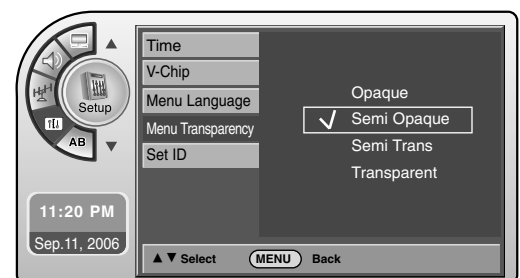 Setup
AB
11:20 PM
Sep.11, 2006
Time
V-Chip
Menu Language
Menu Transparency
Set ID
Opaque
Semi Opaque
Semi Trans
Transparent
▲▼ Select MENU Back